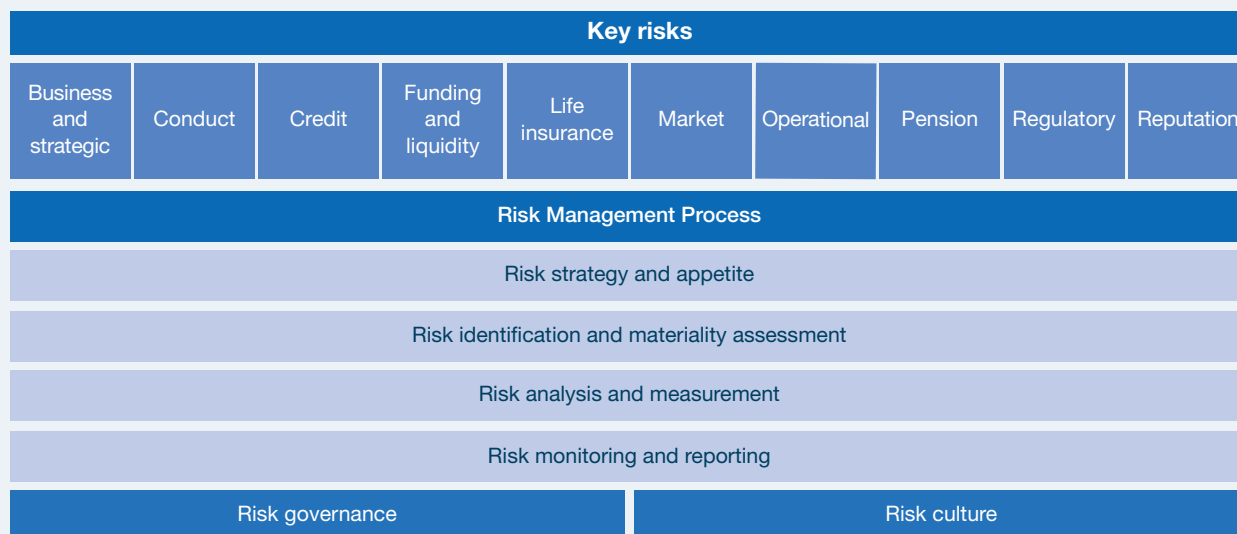 Key risks
Business
and
strategic
Conduct
Credit
Funding
and
liquidity
Life
insurance
Market
Operational
Pension
Regulatory
Reputation
Risk Management Process
Risk strategy and appetite
Risk identification and materiality assessment
Risk analysis and measurement
Risk monitoring and reporting
Risk governance
Risk culture